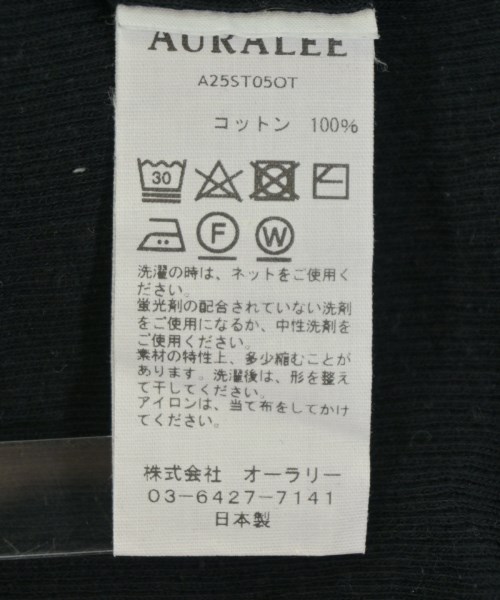 AURALEE
A25ST05OT
コットン 100%
30
F W
洗濯の時は、ネットをご使用く
ださい。
蛍光剤の配合されていない洗剤
をご使用になるか、中性洗剤を
ご使用ください。
素材の特性上、多少縮むことが
あります。洗濯後は、形を整え
て干してください。
アイロンは、当て布をしてかけ
てください。
株式会社 オーラリー
03-6427-7141
日本製